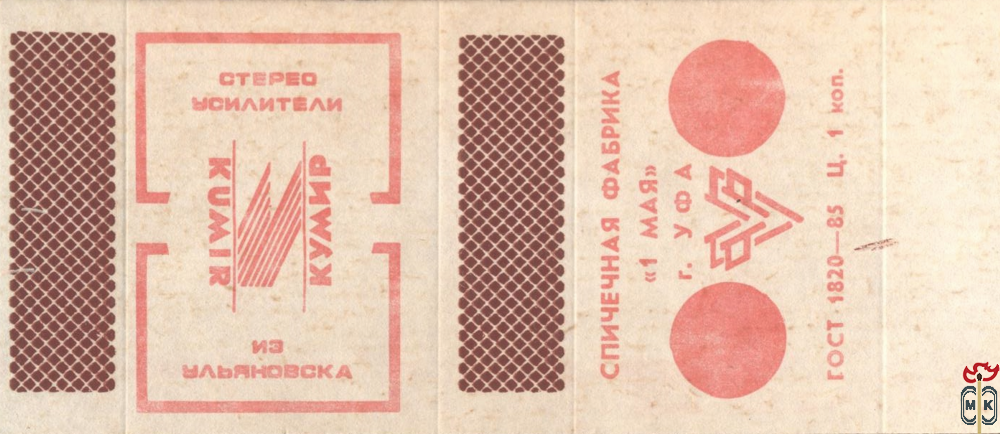 СТЕРЕО
УСИЛИТЕЛИ
KUMIR
КУМИР
ИЗ
УЛЬЯНОВСКА
СПИЧЕЧНАЯ ФАБРИКА
«1 МАЯ»
г. УФА
ГОСТ 1820—85 Ц. 1 коп.
МК